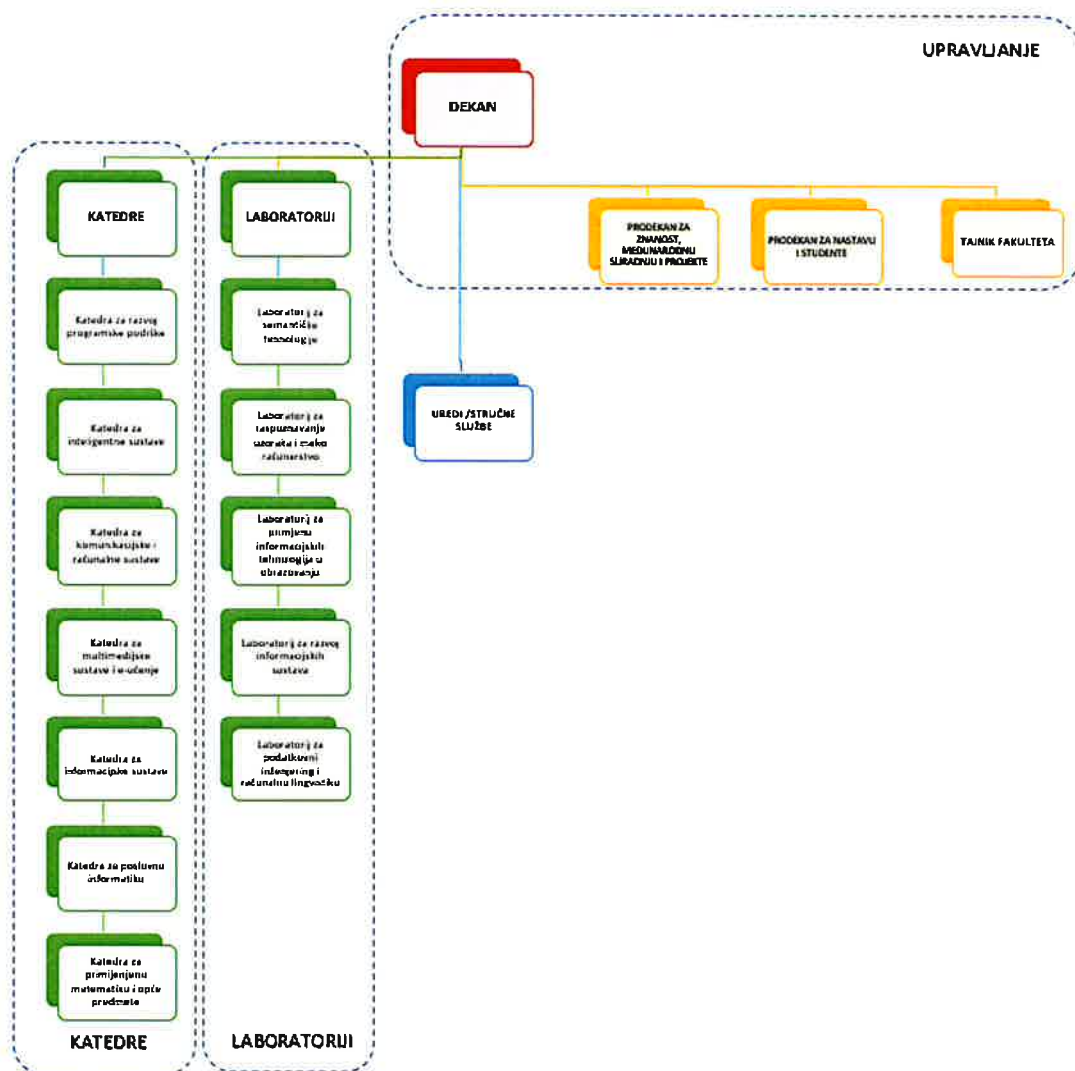 UPRAVLJANJE
DEKAN
KATEDRE
LABORATORIJI
PRODEKAN ZA
ZNANOST,
MEĐUNARODNU
SURADNJU I PROJEKTE
PRODEKAN ZA NASTAVU
I STUDENTE
TAJNIK FAKULTETA
UREDI /STRUČNE
SLUŽBE
Katedra za razvoj
programske podrške
Katedra za
inteligentne sustave
Katedra za
komunikacijske i
računalne sustave
Katedra za
multimedijske
sustave i e-učenje
Katedra za
informacijske sustave
Katedra za poslovnu
informatiku
Katedra za
primijenjenu
matematiku i opće
predmete
KATEDRE
Laboratorij za
semantičke
tehnologije
Laboratorij za
raspoznavanje
uzoraka i meko
računarstvo
Laboratorij za
primjenu
informacijskih
tehnologija u
obrazovanju
Laboratorij za razvoj
informacijskih
sustava
Laboratorij za
podatkovni
inženjering i
računalnu lingvistiku
LABORATORIJI